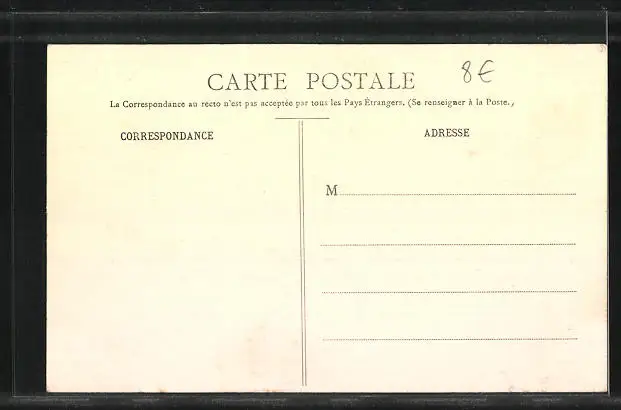 CARTE POSTALE 8€
La Correspondance au recto n'est pas acceptée par tous les Pays Étrangers. (Se renseigner à la Poste.)
CORRESPONDANCE
ADRESSE
M